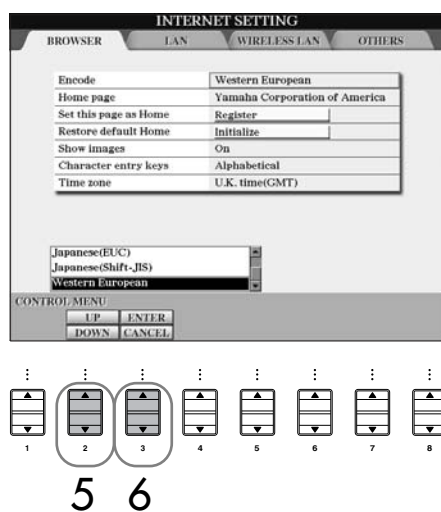 INTERNET SETTING
BROWSER LAN WIRELESS LAN OTHERS
Encode Western European
Home page Yamaha Corporation of America
Set this page as Home Register
Restore default Home Initialize
Show images On
Character entry keys Alphabetical
Time zone U.K. time(GMT)
Japanese(EUC)
Japanese(Shift-JIS)
Western European
CONTROL MENU
UP ENTER
DOWN CANCEL
1 2 3 4 5 6 7 8
5 6